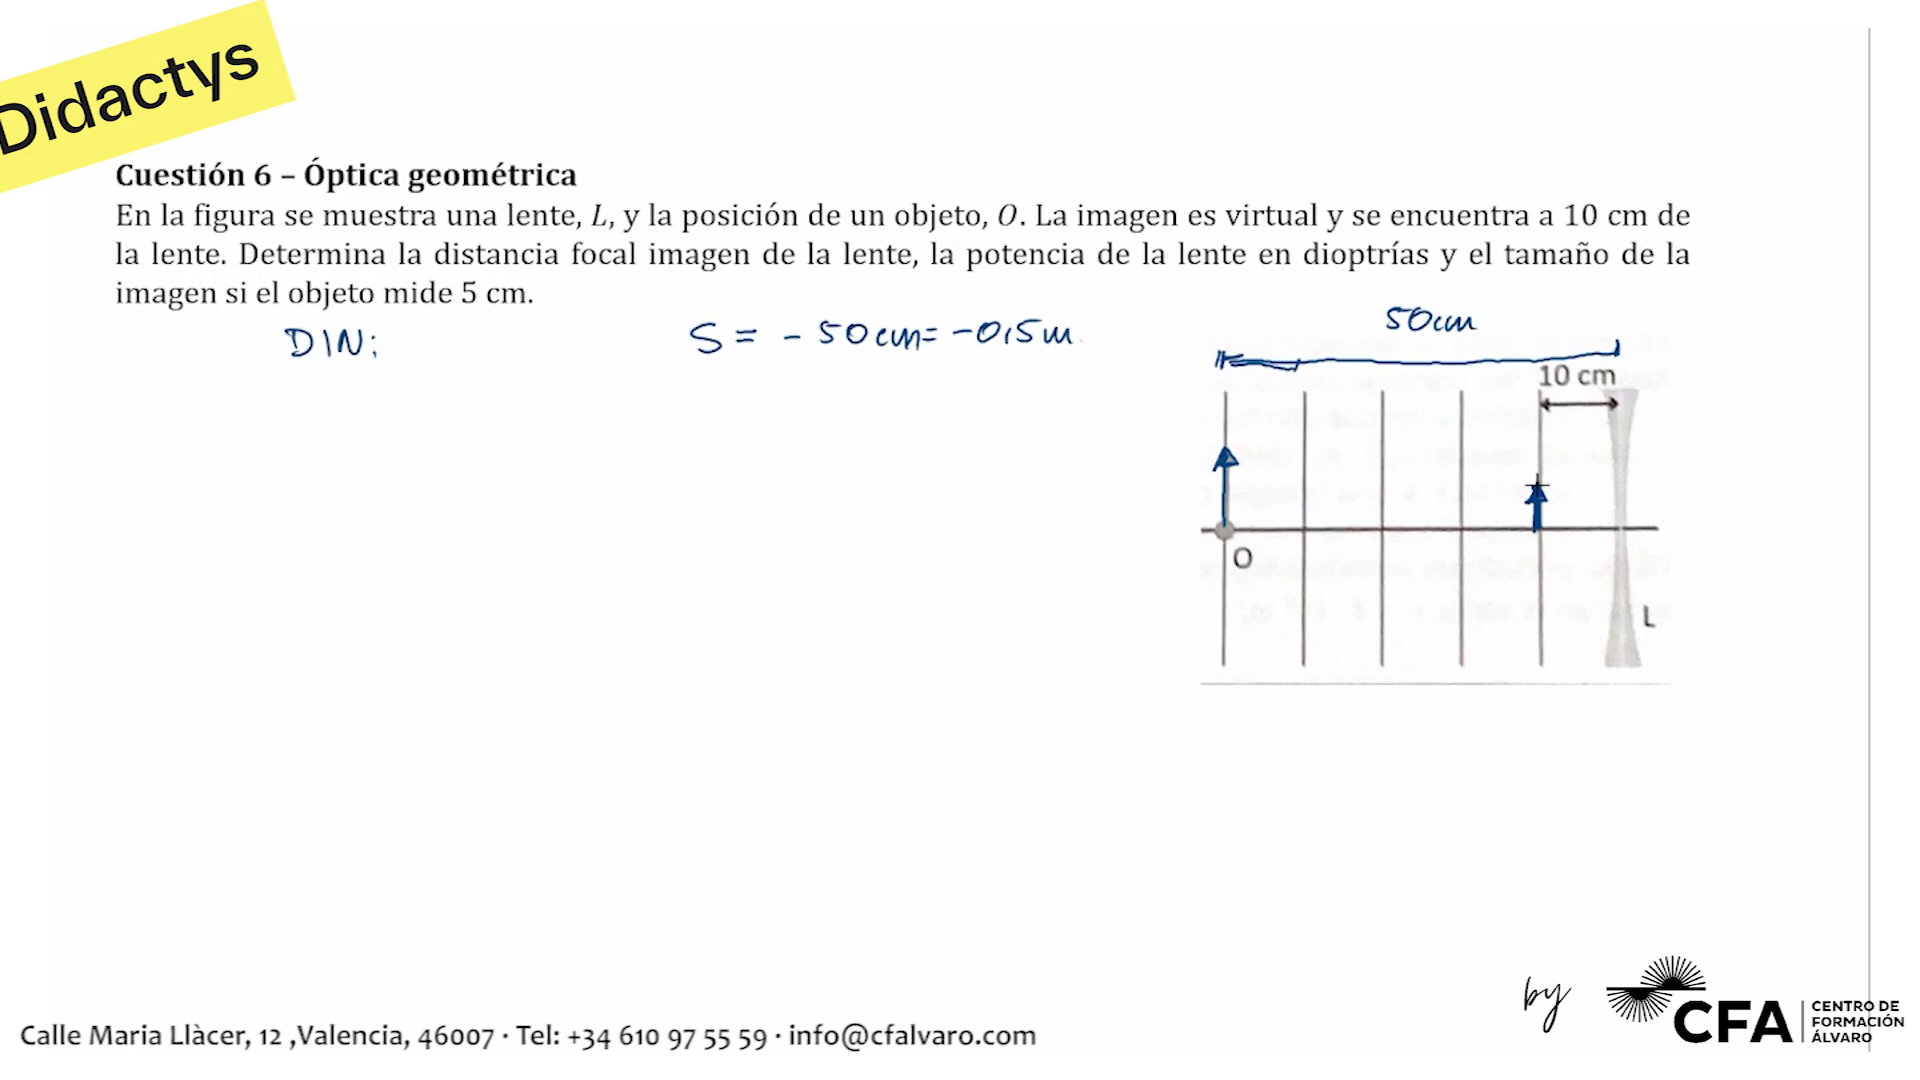 Didactys
Cuestión 6 – Óptica geométrica
En la figura se muestra una lente, L, y la posición de un objeto, O. La imagen es virtual y se encuentra a 10 cm de
la lente. Determina la distancia focal imagen de la lente, la potencia de la lente en dioptrías y el tamaño de la
imagen si el objeto mide 5 cm.
DIN:
S = - 50cm = -0,5m
50cm
10 cm
O
L
by
CFA
CENTRO DE
FORMACIÓN
ÁLVARO
Calle Maria Llàcer, 12 ,Valencia, 46007 · Tel: +34 610 97 55 59 · info@cfalvaro.com